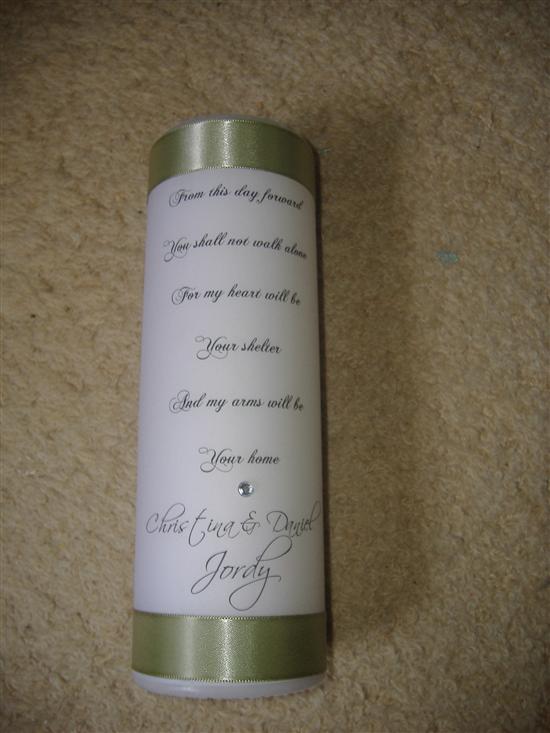 From this day forward
You shall not walk alone
For my heart will be
Your shelter
And my arms will be
Your home
Christina & Daniel
Jordy